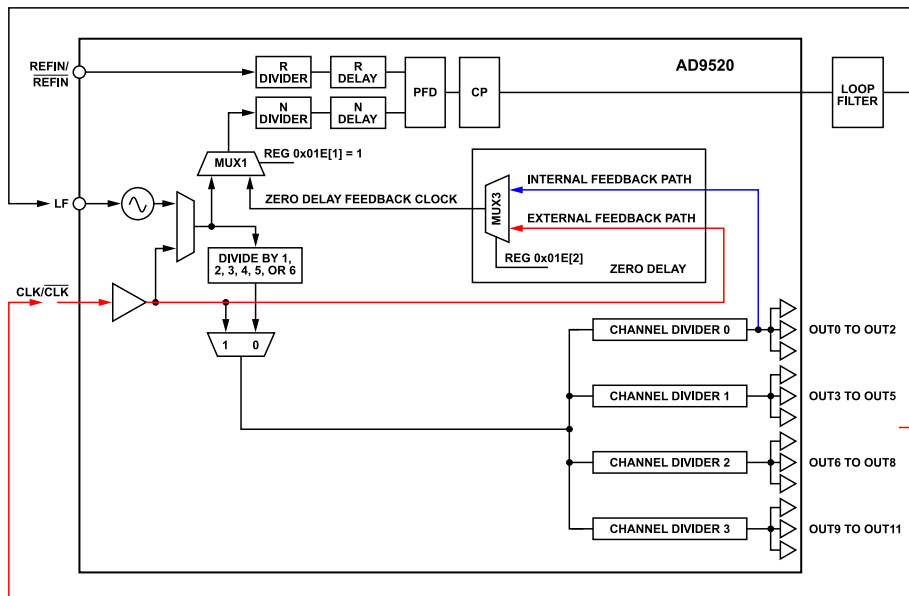 REFIN/
REFIN
R
DIVIDER
R
DELAY
PFD
CP
AD9520
LOOP
FILTER
N
DIVIDER
N
DELAY
REG 0x01E[1] = 1
MUX1
INTERNAL FEEDBACK PATH
ZERO DELAY FEEDBACK CLOCK
MUX3
LF
EXTERNAL FEEDBACK PATH
DIVIDE BY 1,
2, 3, 4, 5, OR 6
REG 0x01E[2]
ZERO DELAY
CLK/CLK
1 0
CHANNEL DIVIDER 0
OUT0 TO OUT2
CHANNEL DIVIDER 1
OUT3 TO OUT5
CHANNEL DIVIDER 2
OUT6 TO OUT8
CHANNEL DIVIDER 3
OUT9 TO OUT11